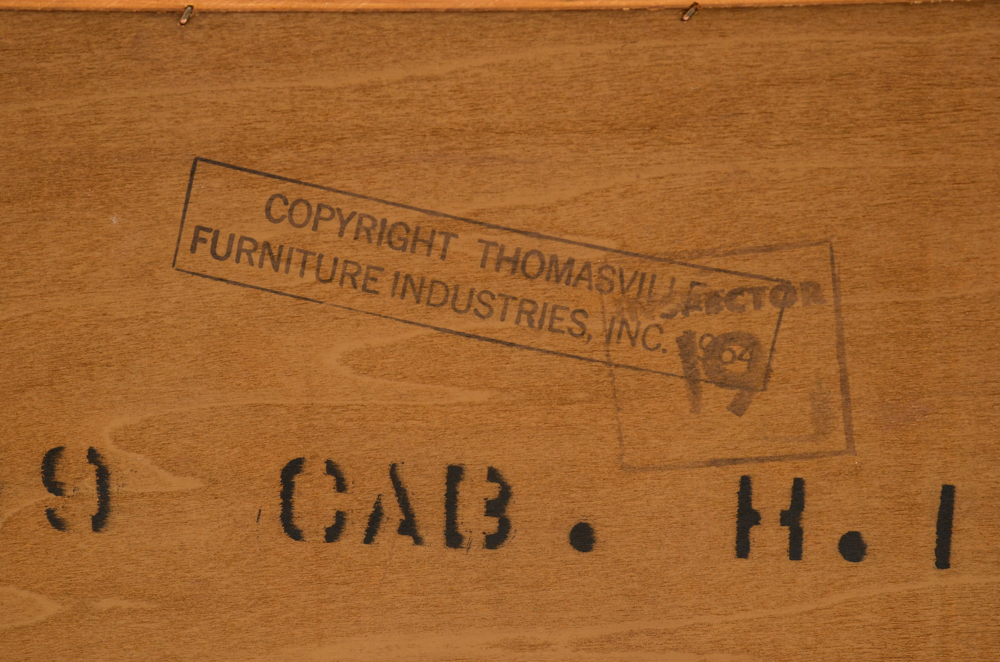 COPYRIGHT THOMASVILLE
FURNITURE INDUSTRIES, INC. 1964
INSPECTOR
19
9 CAB. H.I